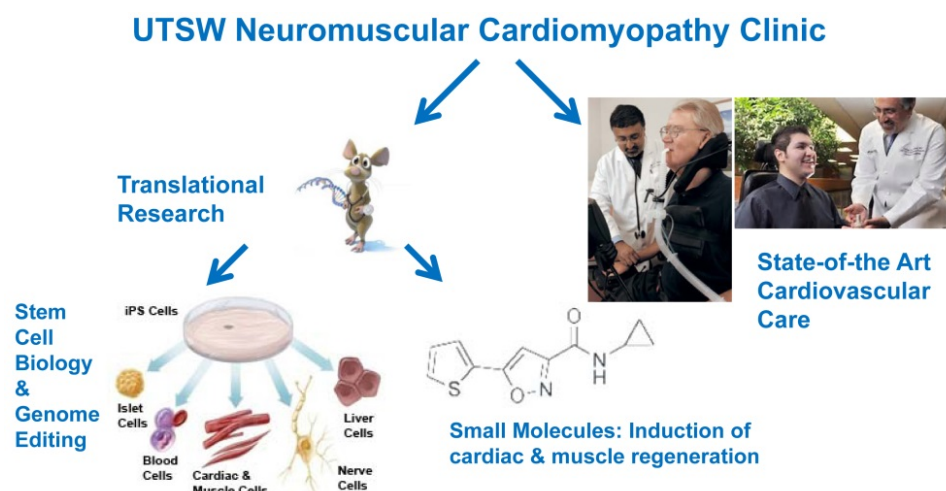 UTSW Neuromuscular Cardiomyopathy Clinic
Translational
Research
State-of-the Art
Cardiovascular
Care
Stem
Cell
Biology
&
Genome
Editing
iPS Cells
Islet
Cells
Blood
Cells
Cardiac &
Muscle Cells
Nerve
Cells
Liver
Cells
O
N
H
S
O
N
Small Molecules: Induction of
cardiac & muscle regeneration